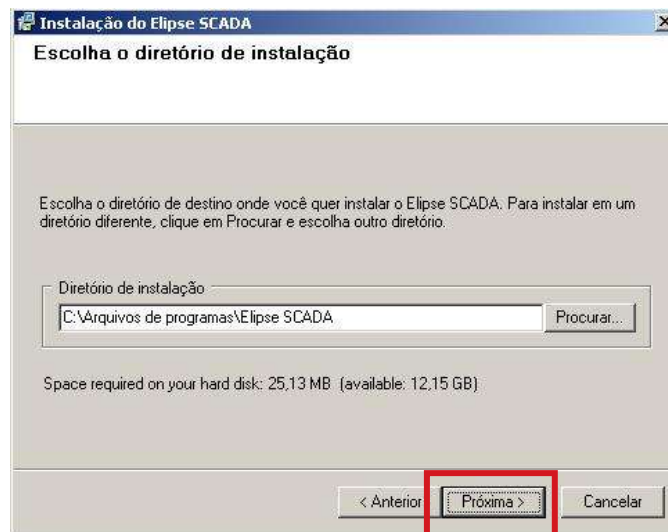 Instalação do Elipse SCADA
Escolha o diretório de instalação
Escolha o diretório de destino onde você quer instalar o Elipse SCADA. Para instalar em um
diretório diferente, clique em Procurar e escolha outro diretório.
Diretório de instalação
C:\Arquivos de programas\Elipse SCADA
Procurar...
Space required on your hard disk: 25,13 MB (available: 12,15 GB)
< Anterior
Próxima >
Cancelar